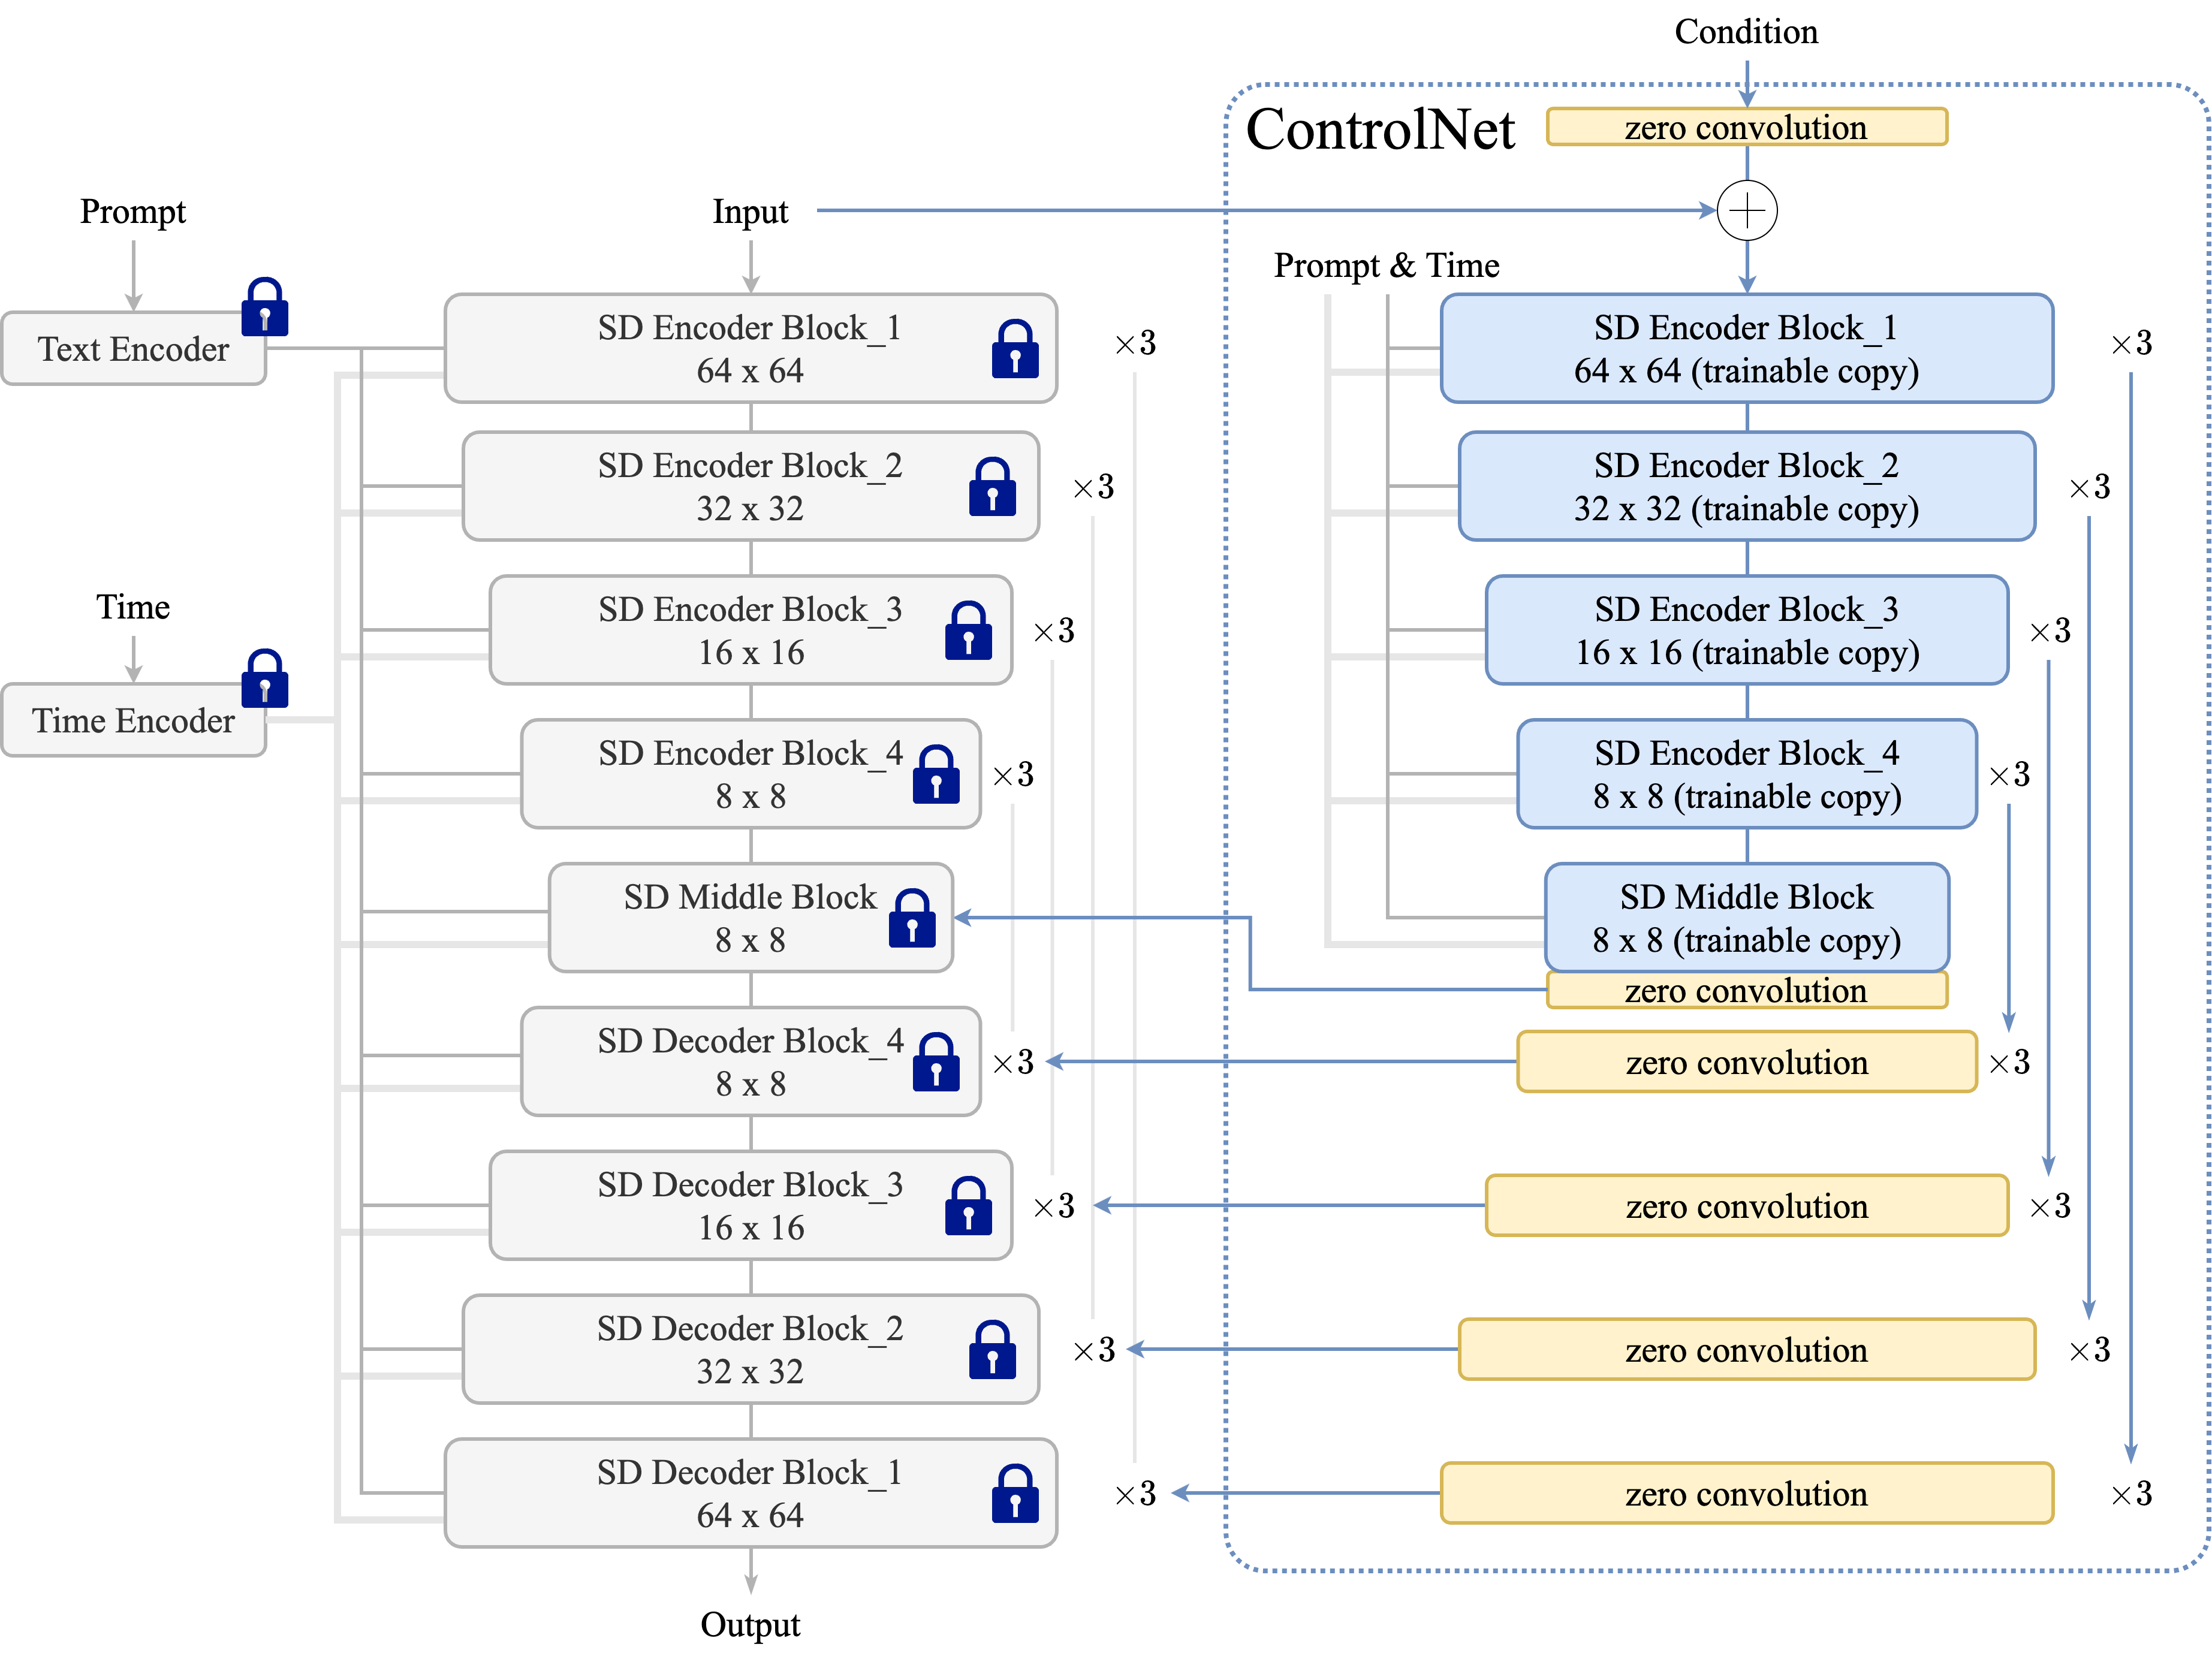 Condition
ControlNet
zero convolution
Prompt
Input
Prompt & Time
Text Encoder
SD Encoder Block_1
64 x 64
×3
SD Encoder Block_1
64 x 64 (trainable copy)
×3
SD Encoder Block_2
32 x 32
×3
SD Encoder Block_2
32 x 32 (trainable copy)
×3
Time
SD Encoder Block_3
16 x 16
×3
SD Encoder Block_3
16 x 16 (trainable copy)
×3
Time Encoder
SD Encoder Block_4
8 x 8
×3
SD Encoder Block_4
8 x 8 (trainable copy)
×3
SD Middle Block
8 x 8
SD Middle Block
8 x 8 (trainable copy)
zero convolution
SD Decoder Block_4
8 x 8
×3
zero convolution
×3
SD Decoder Block_3
16 x 16
×3
zero convolution
×3
SD Decoder Block_2
32 x 32
×3
zero convolution
×3
SD Decoder Block_1
64 x 64
×3
zero convolution
×3
Output